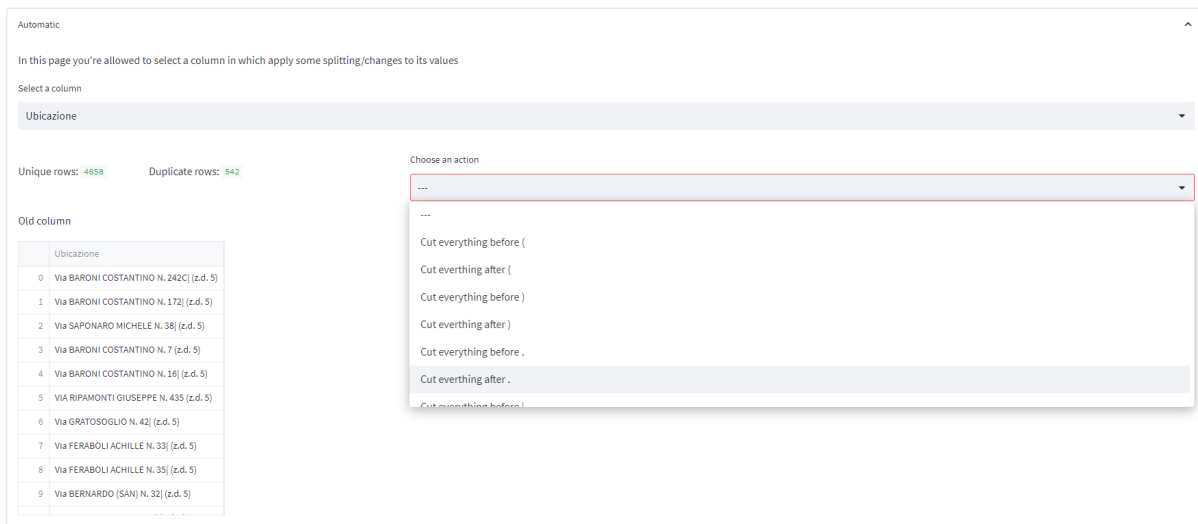 Automatic
In this page you're allowed to select a column in which apply some splitting/changes to its values
Select a column
Ubicazione
Unique rows: 4658 Duplicate rows: 542
Choose an action
---
---
Cut everything before (
Cut everthing after (
Cut everything before )
Cut everthing after )
Cut everything before .
Cut everthing after .
Cut everything before |
Old column
Ubicazione
0 Via BARONI COSTANTINO N. 242C| (z.d. 5)
1 Via BARONI COSTANTINO N. 172| (z.d. 5)
2 Via SAPONARO MICHELE N. 38| (z.d. 5)
3 Via BARONI COSTANTINO N. 7 (z.d. 5)
4 Via BARONI COSTANTINO N. 16| (z.d. 5)
5 VIA RIPAMONTI GIUSEPPE N. 435 (z.d. 5)
6 Via GRATOSOGLIO N. 42| (z.d. 5)
7 Via FERABOLI ACHILLE N. 33| (z.d. 5)
8 Via FERABOLI ACHILLE N. 35| (z.d. 5)
9 Via BERNARDO (SAN) N. 32| (z.d. 5)